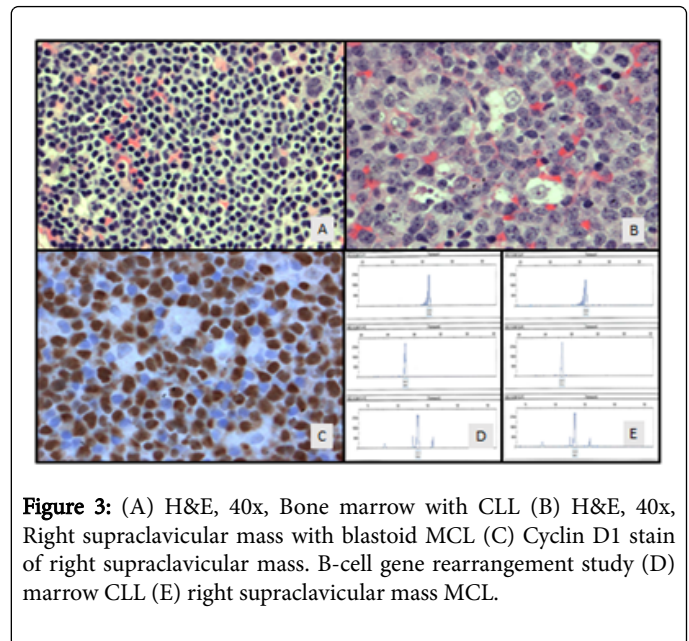 A
B
C
D
E
Figure 3: (A) H&E, 40x, Bone marrow with CLL (B) H&E, 40x,
Right supraclavicular mass with blastoid MCL (C) Cyclin D1 stain
of right supraclavicular mass. B-cell gene rearrangement study (D)
marrow CLL (E) right supraclavicular mass MCL.